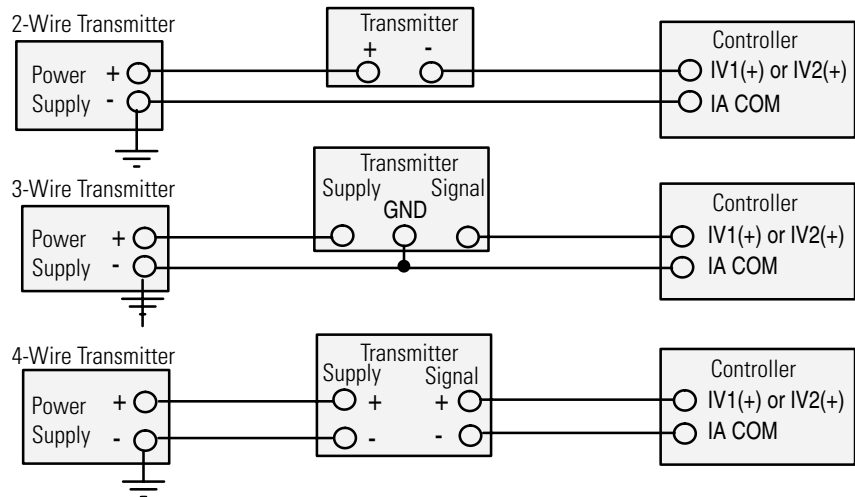 2-Wire Transmitter
Power
Supply
+
-
Transmitter
+ -
Controller
IV1(+) or IV2(+)
IA COM
3-Wire Transmitter
Power
Supply
+
-
Transmitter
Supply Signal
GND
Controller
IV1(+) or IV2(+)
IA COM
4-Wire Transmitter
Power
Supply
+
-
Transmitter
Supply Signal
+ +
- -
Controller
IV1(+) or IV2(+)
IA COM